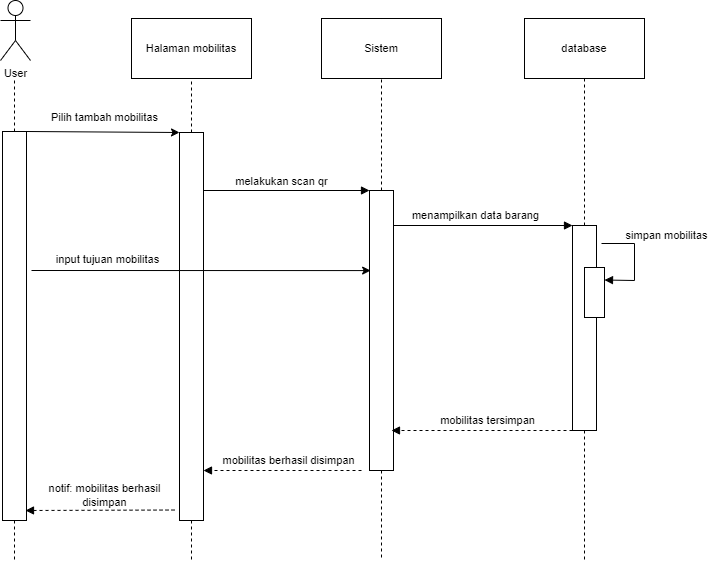 User
Halaman mobilitas
Sistem
database
Pilih tambah mobilitas
melakukan scan qr
menampilkan data barang
simpan mobilitas
input tujuan mobilitas
mobilitas tersimpan
mobilitas berhasil disimpan
notif: mobilitas berhasil
disimpan